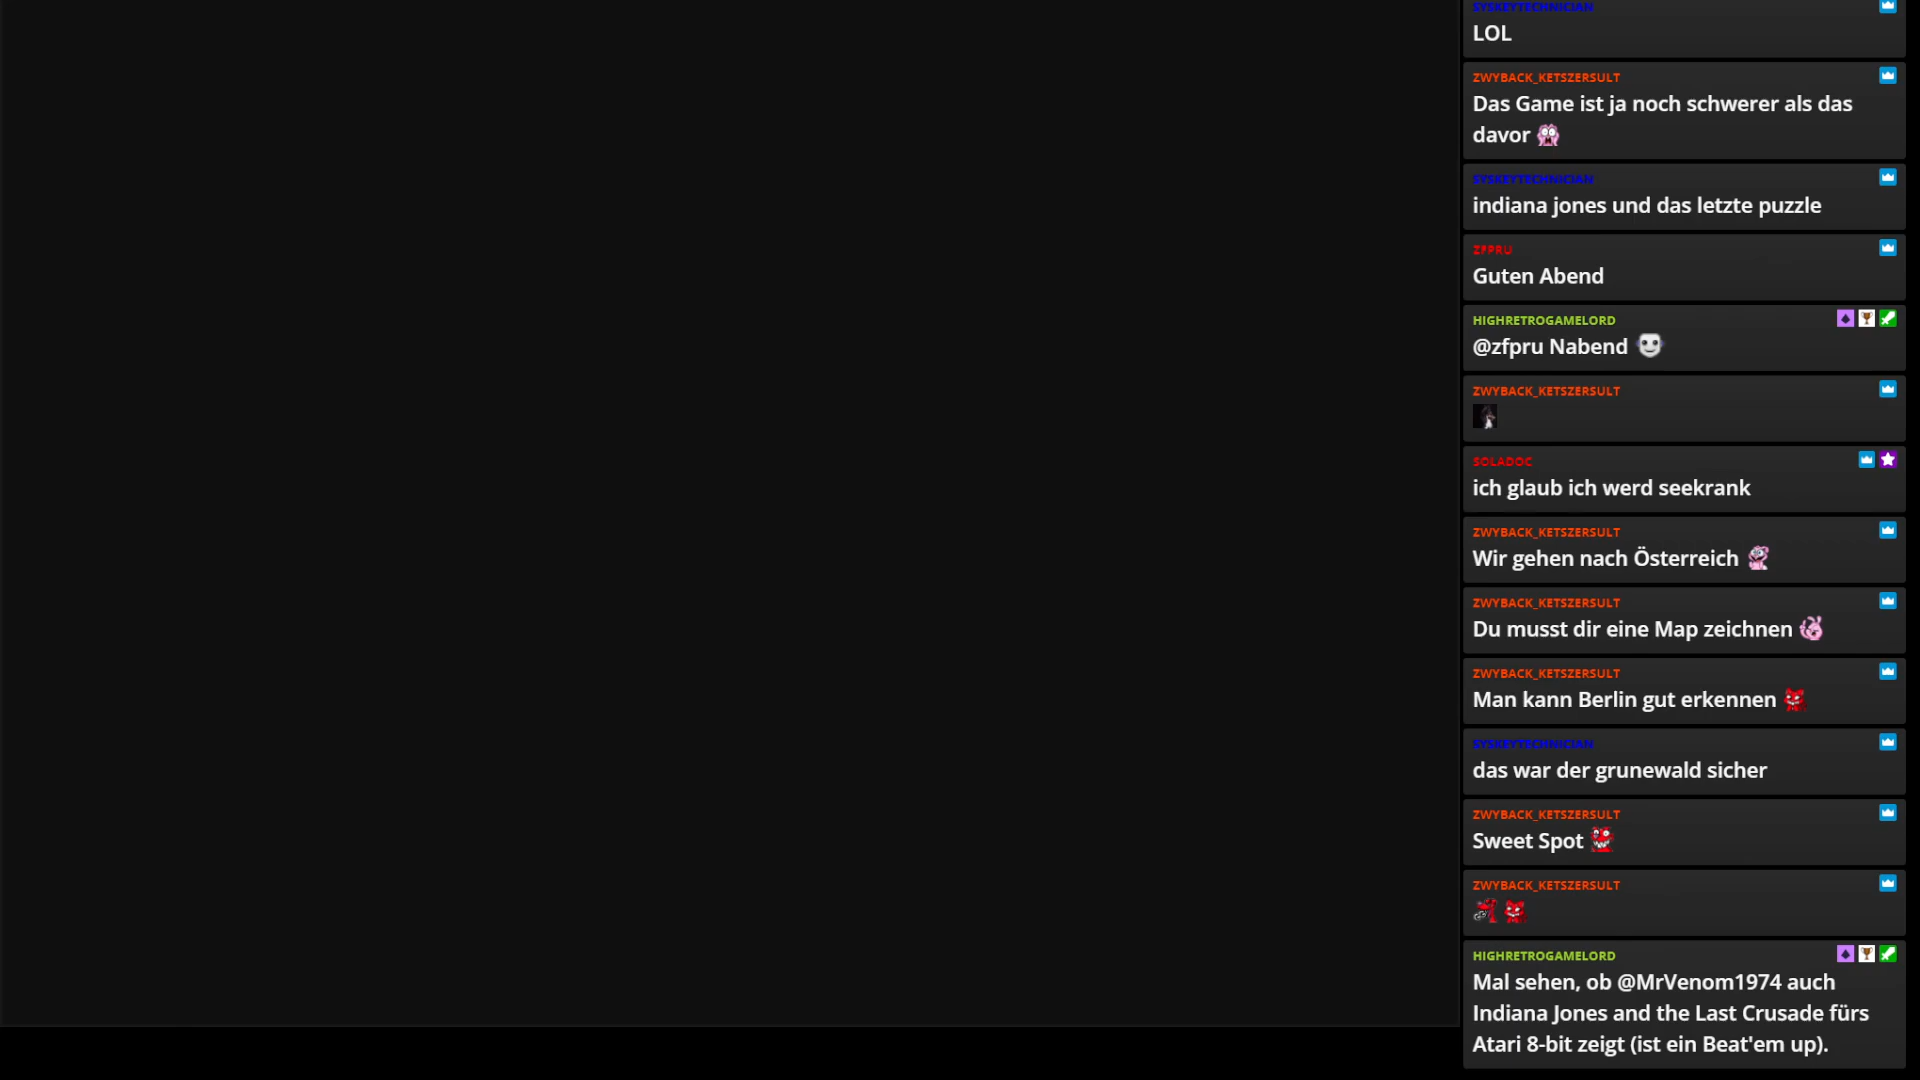 SYSKEYTECHNICIAN
LOL
ZWYBACK_KETSZERSULT
Das Game ist ja noch schwerer als das
davor
SYSKEYTECHNICIAN
indiana jones und das letzte puzzle
ZFPRU
Guten Abend
HIGHRETROGAMELORD
@zfpru Nabend
ZWYBACK_KETSZERSULT
SOLADOC
ich glaub ich werd seekrank
ZWYBACK_KETSZERSULT
Wir gehen nach Österreich
ZWYBACK_KETSZERSULT
Du musst dir eine Map zeichnen
ZWYBACK_KETSZERSULT
Man kann Berlin gut erkennen
SYSKEYTECHNICIAN
das war der grunewald sicher
ZWYBACK_KETSZERSULT
Sweet Spot
ZWYBACK_KETSZERSULT
HIGHRETROGAMELORD
Mal sehen, ob @MrVenom1974 auch
Indiana Jones and the Last Crusade fürs
Atari 8-bit zeigt (ist ein Beat'em up).